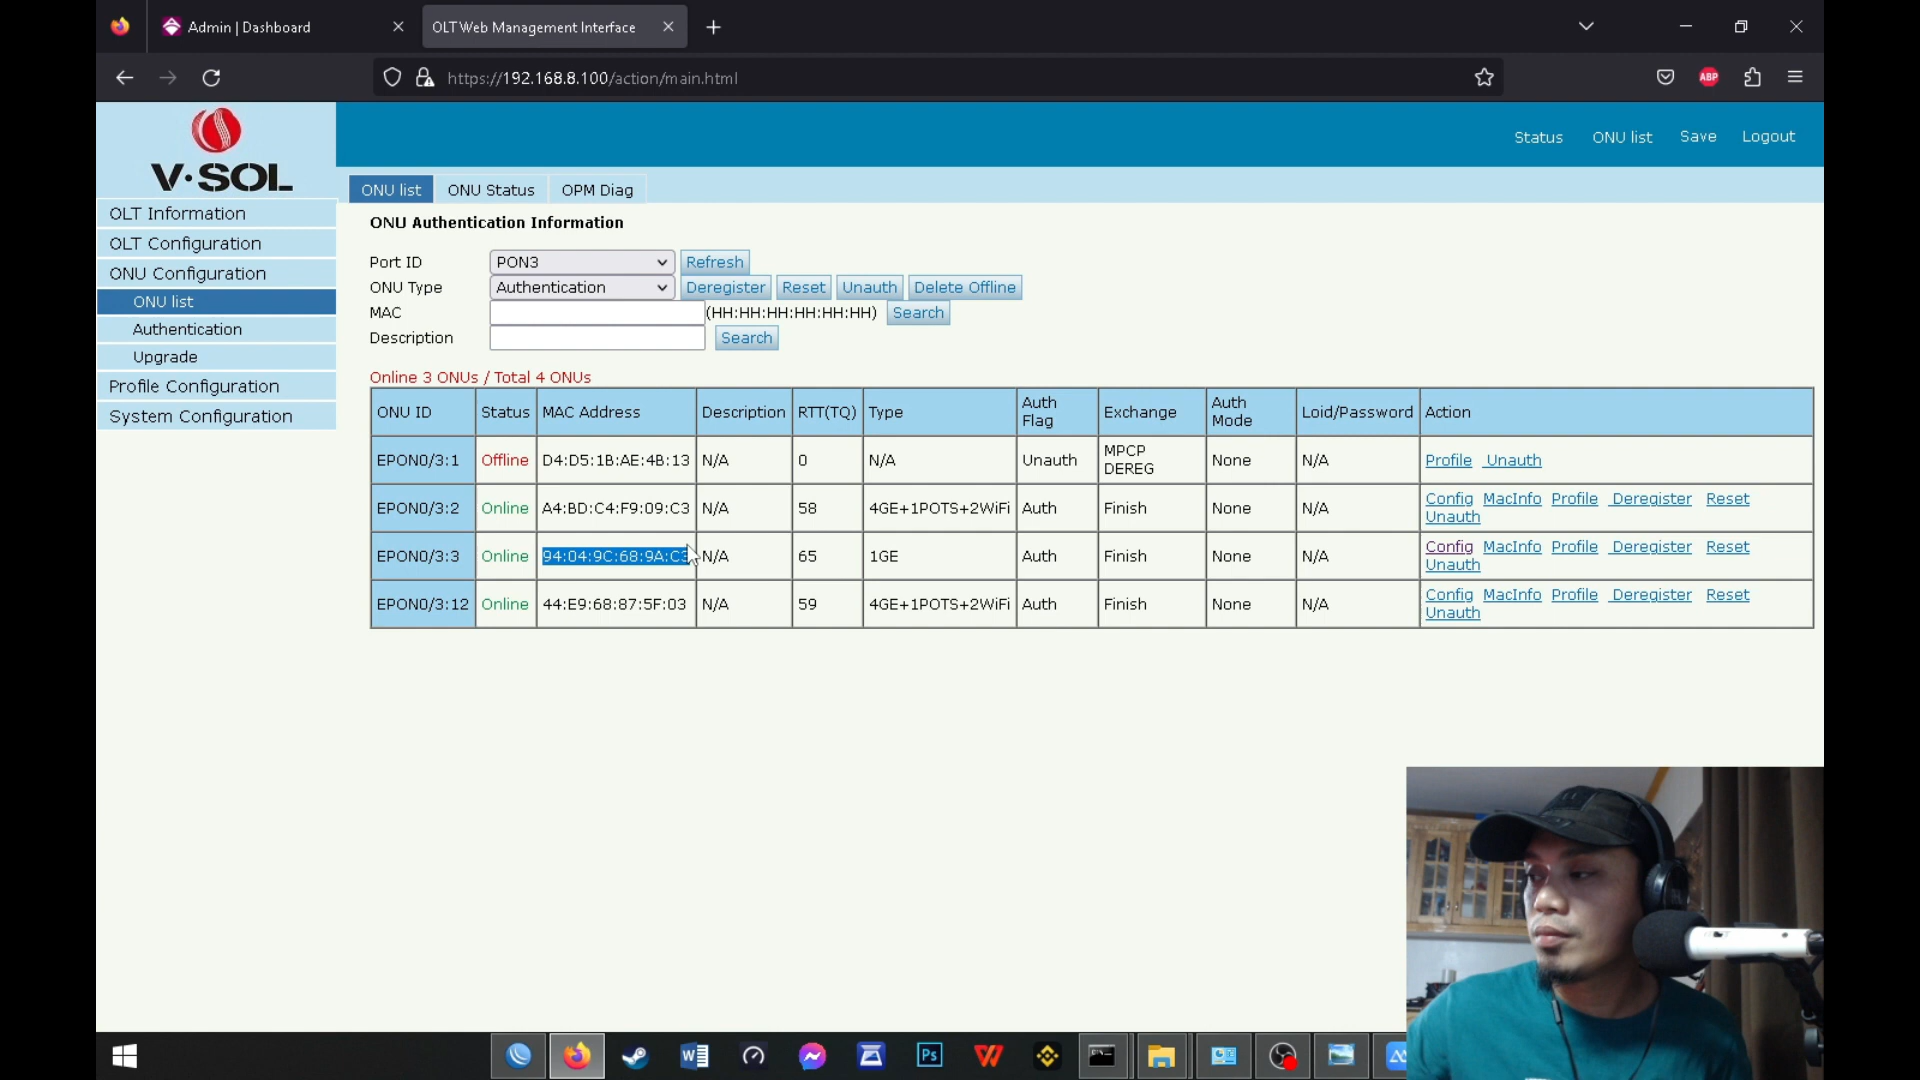 Admin | Dashboard
OLT Web Management Interface
https://192.168.8.100/action/main.html
ABP
V·SOL
Status ONU list Save Logout
ONU list ONU Status OPM Diag
OLT Information
OLT Configuration
ONU Configuration
ONU list
Authentication
Upgrade
Profile Configuration
System Configuration
ONU Authentication Information
Port ID PON3 Refresh
ONU Type Authentication Deregister Reset Unauth Delete Offline
MAC (HH:HH:HH:HH:HH:HH) Search
Description Search
Online 3 ONUs / Total 4 ONUs
ONU ID Status MAC Address Description RTT(TQ) Type Auth Flag Exchange Auth Mode Loid/Password Action
EPON0/3:1 Offline D4:D5:1B:AE:4B:13 N/A 0 N/A Unauth MPCP DEREG None N/A Profile Unauth
EPON0/3:2 Online A4:BD:C4:F9:09:C3 N/A 58 4GE+1POTS+2WiFi Auth Finish None N/A Config MacInfo Profile Deregister Reset Unauth
EPON0/3:3 Online 94:04:9C:68:9A:C3 N/A 65 1GE Auth Finish None N/A Config MacInfo Profile Deregister Reset Unauth
EPON0/3:12 Online 44:E9:68:87:5F:03 N/A 59 4GE+1POTS+2WiFi Auth Finish None N/A Config MacInfo Profile Deregister Reset Unauth
W
Ps